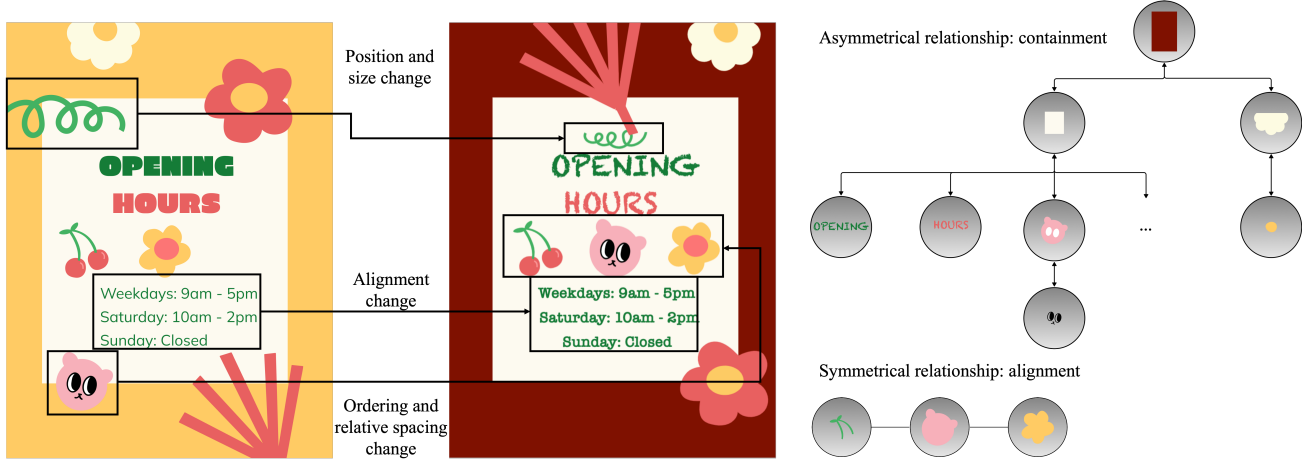 OPENING
HOURS
Weekdays: 9am - 5pm
Saturday: 10am - 2pm
Sunday: Closed
Position and
size change
Alignment
change
Ordering and
relative spacing
change
OPENING
HOURS
Weekdays: 9am - 5pm
Saturday: 10am - 2pm
Sunday: Closed
Asymmetrical relationship: containment
OPENING
HOURS
...
Symmetrical relationship: alignment